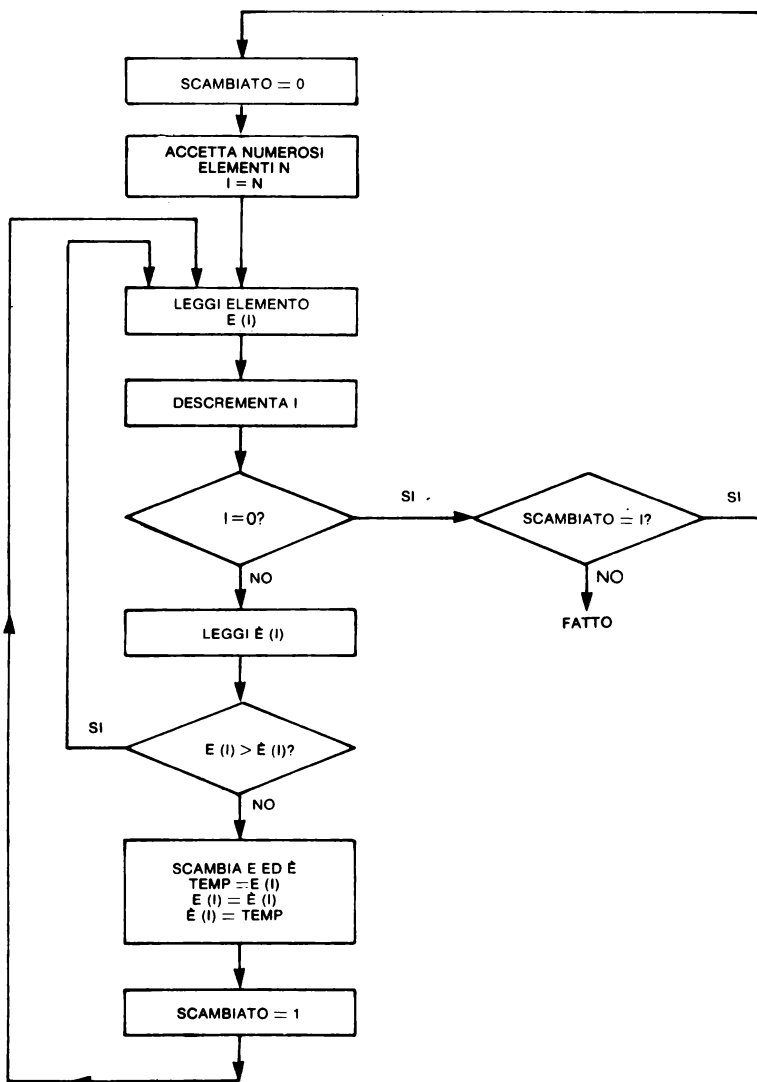 SCAMBIATO = 0
ACCETTA NUMEROSI
ELEMENTI N
I = N
LEGGI ELEMENTO
E (I)
DESCREMENTA I
I = 0?
SI
SCAMBIATO = I?
SI
NO
NO
FATTO
LEGGI È (I)
SI
E (I) > È (I)?
NO
SCAMBIA E ED È
TEMP = E (I)
E (I) = È (I)
È (I) = TEMP
SCAMBIATO = 1